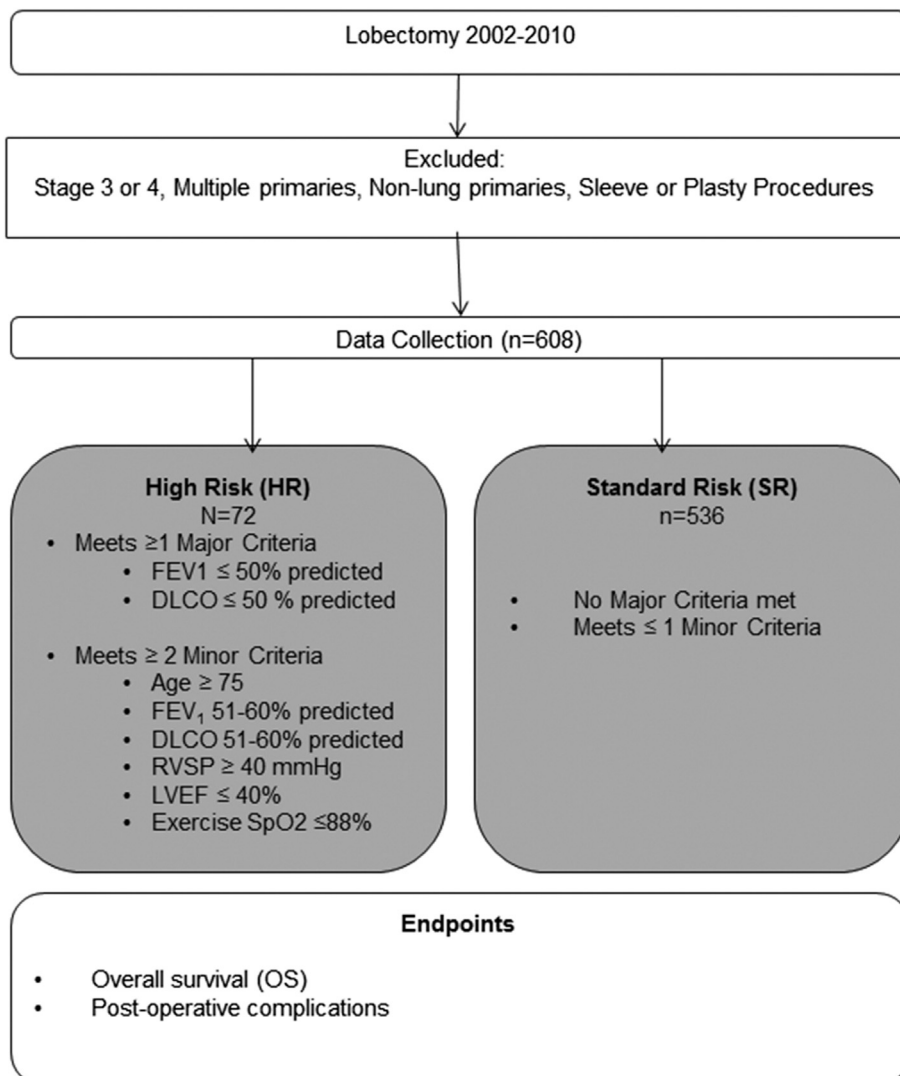 Lobectomy 2002-2010
Excluded:
Stage 3 or 4, Multiple primaries, Non-lung primaries, Sleeve or Plasty Procedures
Data Collection (n=608)
High Risk (HR)
N=72
• Meets ≥1 Major Criteria
• FEV1 ≤ 50% predicted
• DLCO ≤ 50 % predicted
• Meets ≥ 2 Minor Criteria
• Age ≥ 75
• FEV₁ 51-60% predicted
• DLCO 51-60% predicted
• RVSP ≥ 40 mmHg
• LVEF ≤ 40%
• Exercise SpO2 ≤88%
Standard Risk (SR)
n=536
• No Major Criteria met
• Meets ≤ 1 Minor Criteria
Endpoints
• Overall survival (OS)
• Post-operative complications